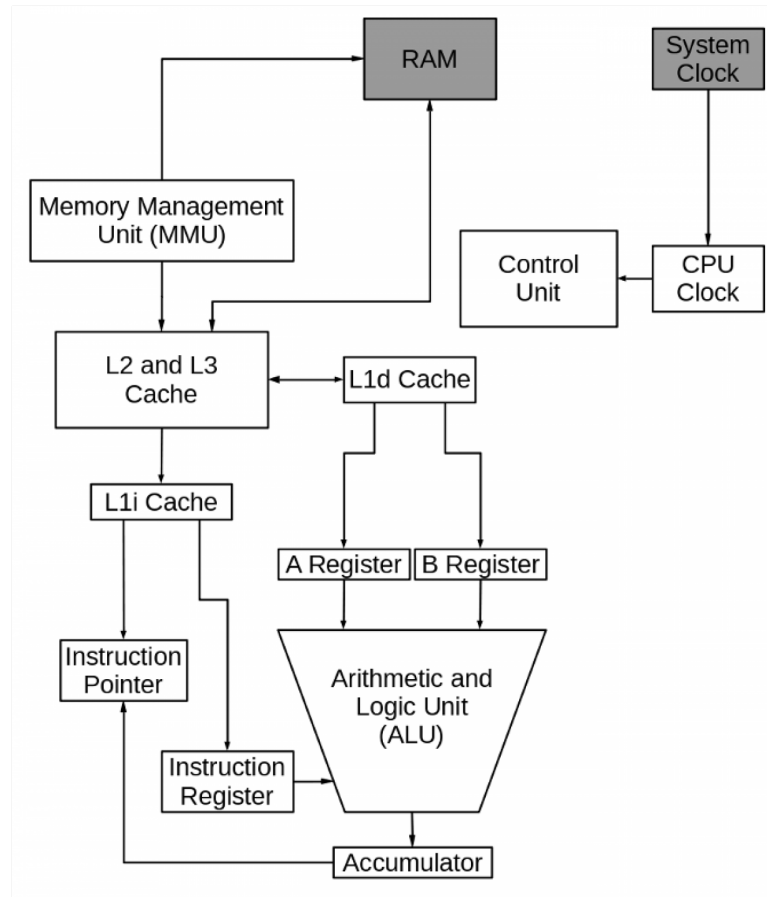 RAM
System
Clock
Memory Management
Unit (MMU)
Control
Unit
CPU
Clock
L2 and L3
Cache
L1d Cache
L1i Cache
A Register
B Register
Instruction
Pointer
Arithmetic and
Logic Unit
(ALU)
Instruction
Register
Accumulator